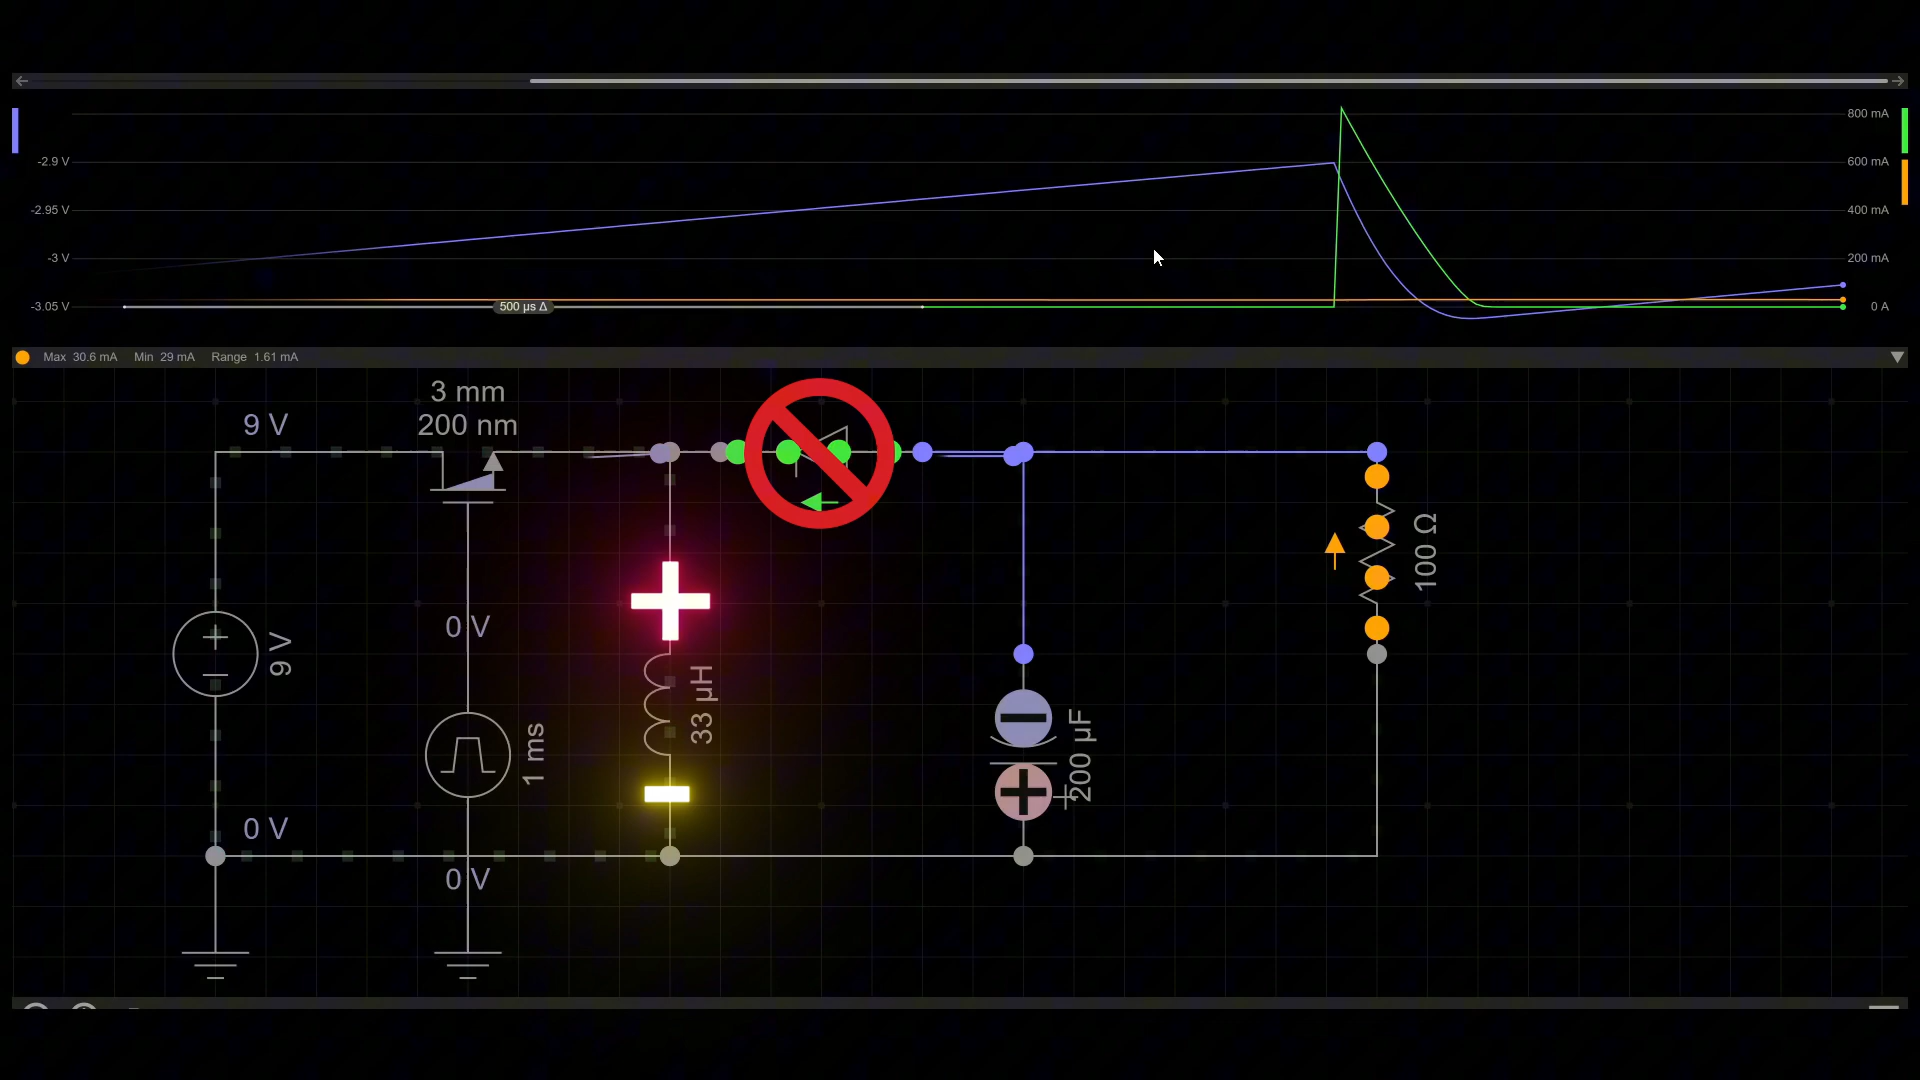 800 mA
-2.9 V
600 mA
-2.95 V
400 mA
-3 V
200 mA
-3.05 V
500 µs Δ
0 A
Max 30.6 mA Min 29 mA Range 1.61 mA
3 mm
200 nm
9 V
100 Ω
0 V
9 V
33 µH
1 ms
200 µF
0 V
0 V